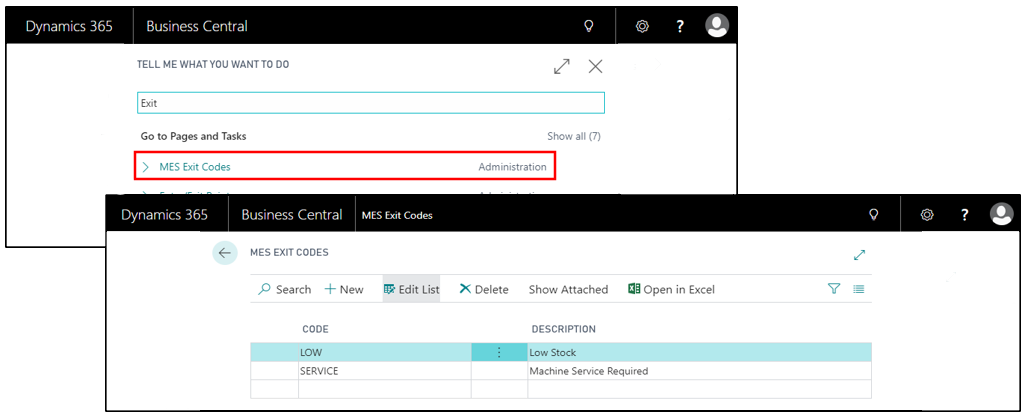 Dynamics 365 Business Central ?
TELL ME WHAT YOU WANT TO DO
Exit
Go to Pages and Tasks Show all (7)
MES Exit Codes Administration
Dynamics 365 Business Central MES Exit Codes ?
MES EXIT CODES
Search New Edit List Delete Show Attached Open in Excel
CODE DESCRIPTION
LOW Low Stock
SERVICE Machine Service Required